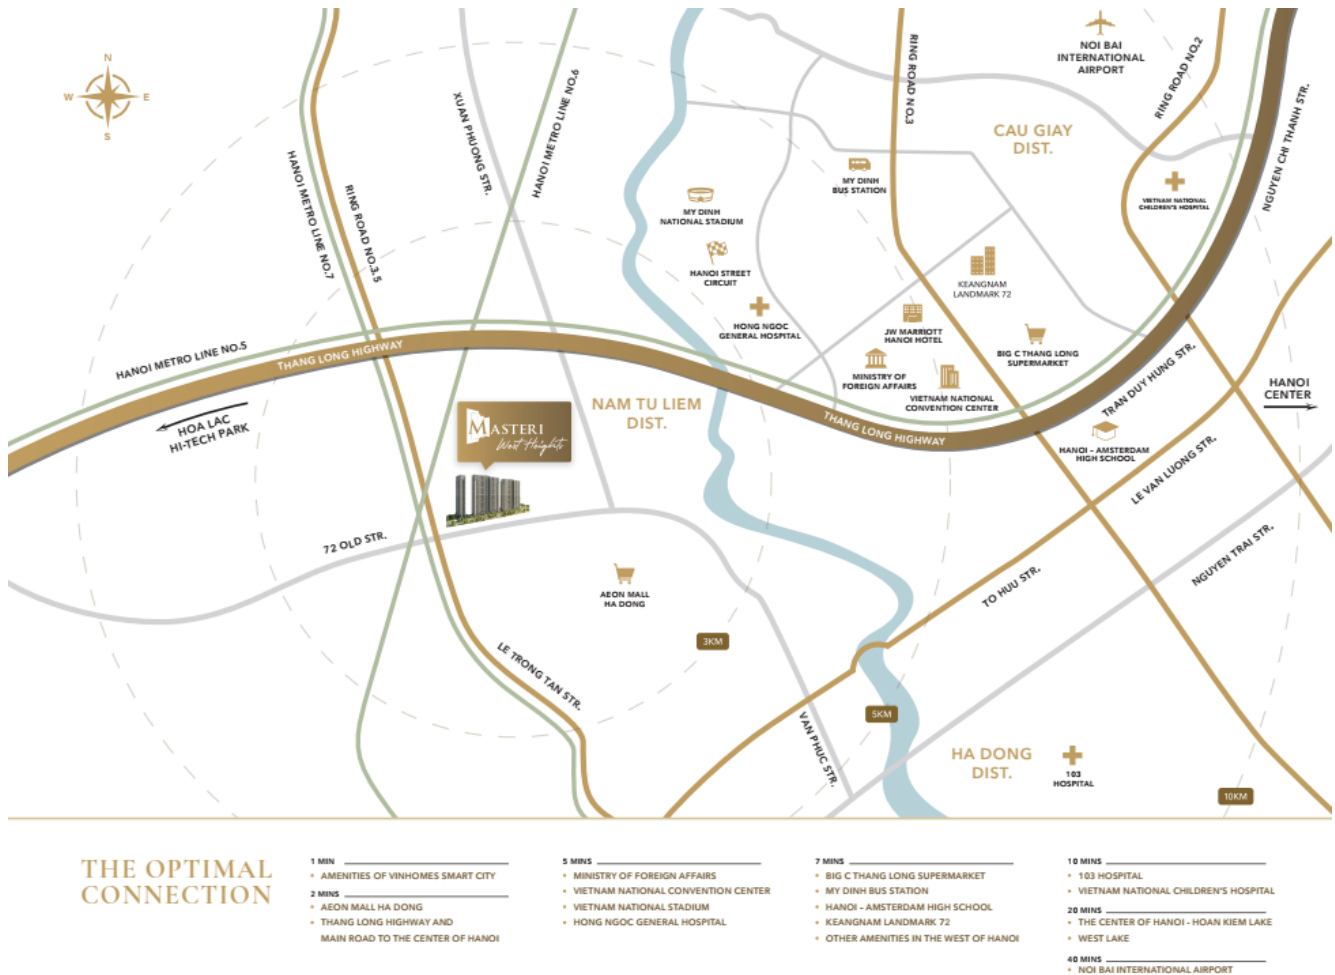 N
W
E
S
NOI BAI
INTERNATIONAL
AIRPORT
RING ROAD NO.2
RING ROAD NO.3
NGUYEN CHI THANH STR.
CAU GIAY
DIST.
XUAN PHUONG STR.
HANOI METRO LINE NO.6
HANOI METRO LINE NO.7
RING ROAD NO.3.5
MY DINH
BUS STATION
VIETNAM NATIONAL
CHILDREN'S HOSPITAL
MY DINH
NATIONAL STADIUM
HANOI STREET
CIRCUIT
KEANGNAM
LANDMARK 72
HONG NGOC
GENERAL HOSPITAL
JW MARRIOTT
HANOI HOTEL
BIG C THANG LONG
SUPERMARKET
MINISTRY OF
FOREIGN AFFAIRS
VIETNAM NATIONAL
CONVENTION CENTER
HANOI METRO LINE NO.5
THANG LONG HIGHWAY
TRAN DUY HUNG STR.
HANOI
CENTER
HOA LAC
HI-TECH PARK
MASTERI
West Heights
NAM TU LIEM
DIST.
THANG LONG HIGHWAY
HANOI – AMSTERDAM
HIGH SCHOOL
LE VAN LUONG STR.
72 OLD STR.
NGUYEN TRAI STR.
AEON MALL
HA DONG
TO HUU STR.
3KM
LE TRONG TAN STR.
5KM
VAN PHUC STR.
HA DONG
DIST.
103
HOSPITAL
10KM
THE OPTIMAL
CONNECTION
1 MIN
• AMENITIES OF VINHOMES SMART CITY
2 MINS
• AEON MALL HA DONG
• THANG LONG HIGHWAY AND
MAIN ROAD TO THE CENTER OF HANOI
5 MINS
• MINISTRY OF FOREIGN AFFAIRS
• VIETNAM NATIONAL CONVENTION CENTER
• VIETNAM NATIONAL STADIUM
• HONG NGOC GENERAL HOSPITAL
7 MINS
• BIG C THANG LONG SUPERMARKET
• MY DINH BUS STATION
• HANOI – AMSTERDAM HIGH SCHOOL
• KEANGNAM LANDMARK 72
• OTHER AMENITIES IN THE WEST OF HANOI
10 MINS
• 103 HOSPITAL
• VIETNAM NATIONAL CHILDREN'S HOSPITAL
20 MINS
• THE CENTER OF HANOI - HOAN KIEM LAKE
• WEST LAKE
40 MINS
• NOI BAI INTERNATIONAL AIRPORT